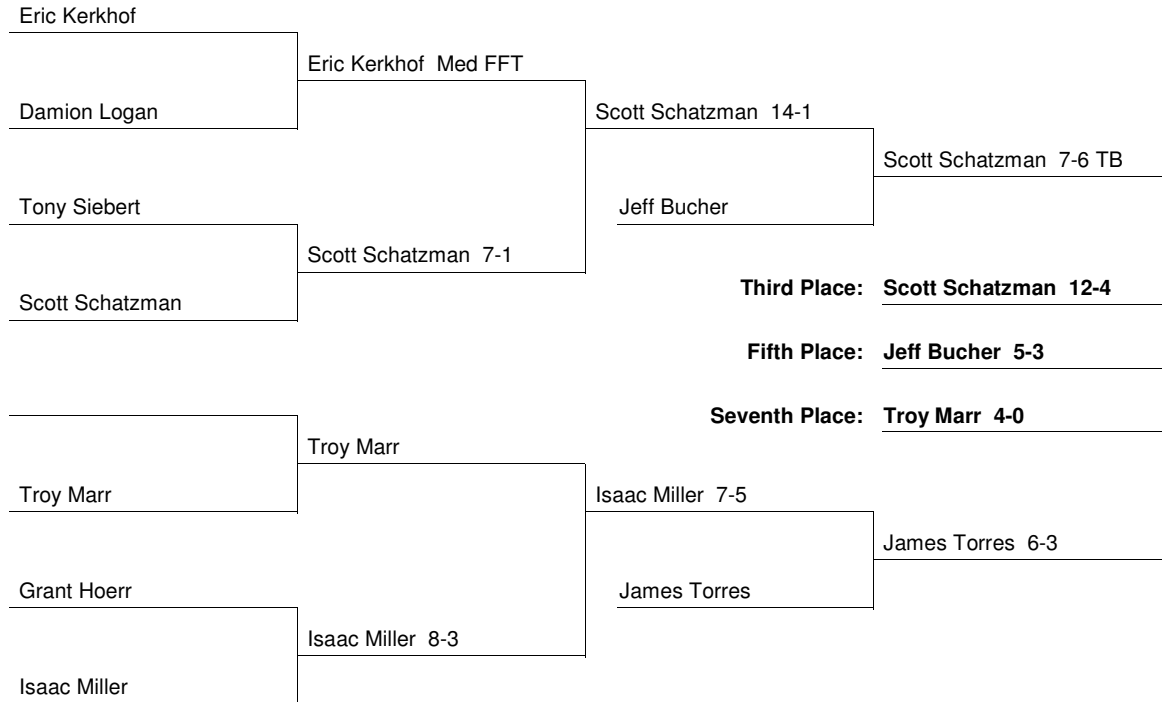 Eric Kerkhof
Eric Kerkhof Med FFT
Damion Logan
Scott Schatzman 14-1
Scott Schatzman 7-6 TB
Tony Siebert
Jeff Bucher
Scott Schatzman 7-1
Third Place: Scott Schatzman 12-4
Scott Schatzman
Fifth Place: Jeff Bucher 5-3
Seventh Place: Troy Marr 4-0
Troy Marr
Troy Marr
Isaac Miller 7-5
James Torres 6-3
Grant Hoerr
James Torres
Isaac Miller 8-3
Isaac Miller